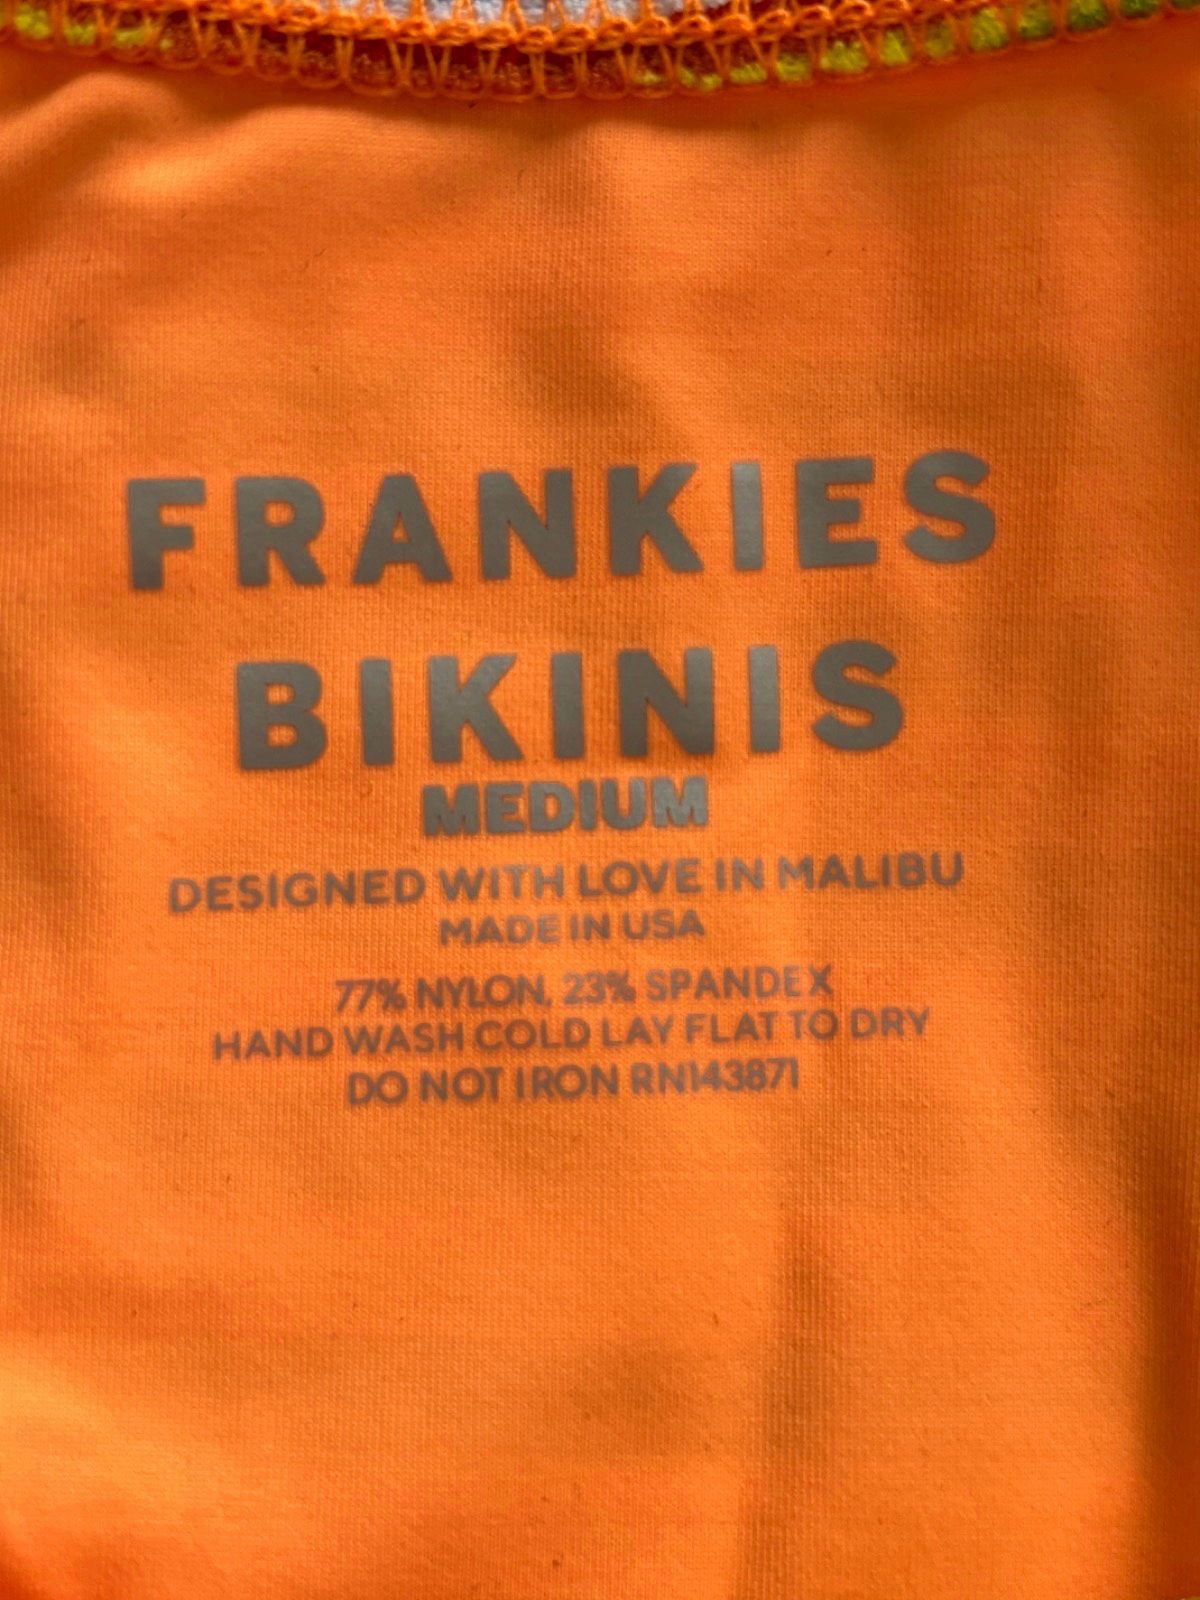 FRANKIES
BIKINIS
MEDIUM
DESIGNED WITH LOVE IN MALIBU
MADE IN USA
77% NYLON, 23% SPANDEX
HAND WASH COLD LAY FLAT TO DRY
DO NOT IRON RN143871